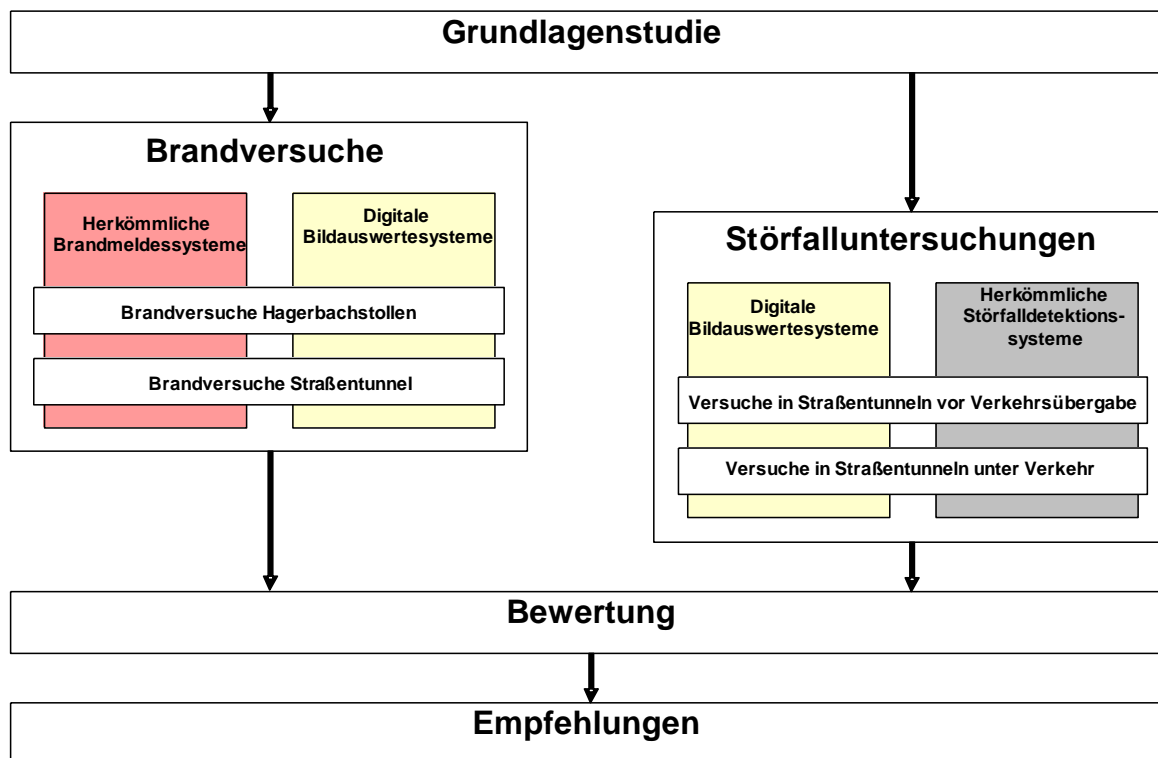 Grundlagenstudie
Brandversuche
Herkömmliche
Brandmeldessysteme
Digitale
Bildauswertesysteme
Brandversuche Hagerbachstollen
Brandversuche Straßentunnel
Störfalluntersuchungen
Digitale
Bildauswertesysteme
Herkömmliche
Störfalldetektions-
systeme
Versuche in Straßentunneln vor Verkehrsübergabe
Versuche in Straßentunneln unter Verkehr
Bewertung
Empfehlungen